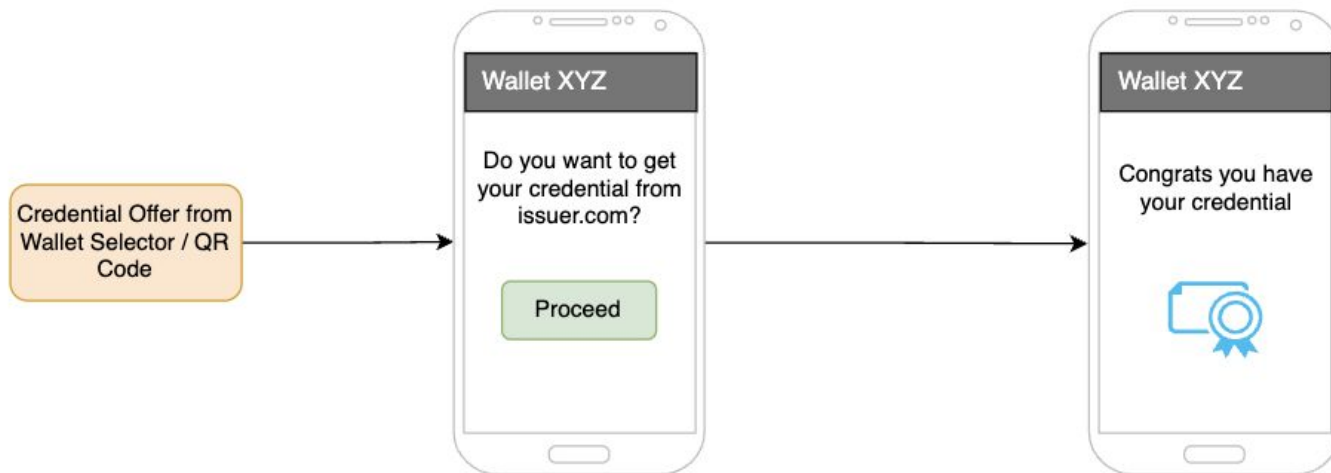 Credential Offer from
Wallet Selector / QR
Code
Wallet XYZ
Do you want to get
your credential from
issuer.com?
Proceed
Wallet XYZ
Congrats you have
your credential